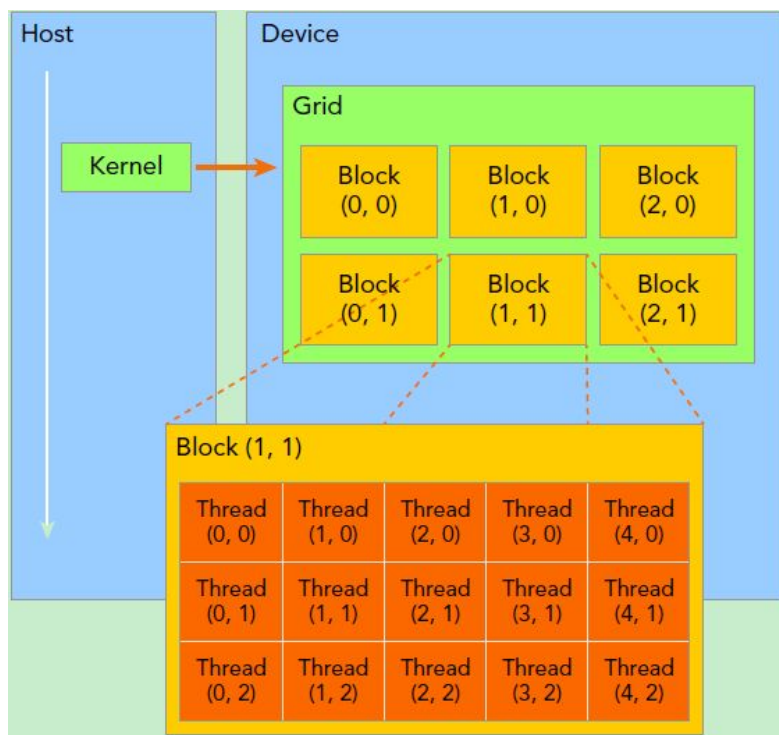 Host
Device
Grid
Kernel
Block
(0, 0)
Block
(1, 0)
Block
(2, 0)
Block
(0, 1)
Block
(1, 1)
Block
(2, 1)
Block (1, 1)
Thread
(0, 0)
Thread
(1, 0)
Thread
(2, 0)
Thread
(3, 0)
Thread
(4, 0)
Thread
(0, 1)
Thread
(1, 1)
Thread
(2, 1)
Thread
(3, 1)
Thread
(4, 1)
Thread
(0, 2)
Thread
(1, 2)
Thread
(2, 2)
Thread
(3, 2)
Thread
(4, 2)